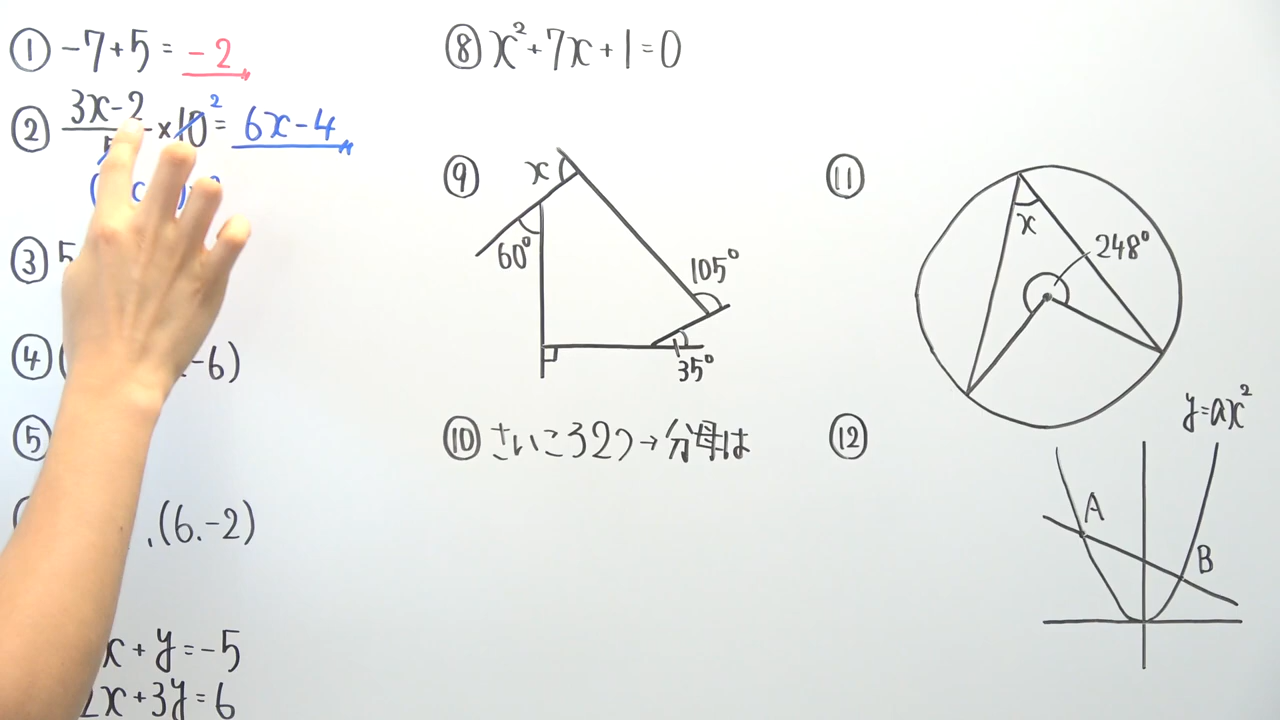 ① -7+5 = -2
② 3x-2 ×10 2 = 6x-4
③ 5
④ ( -6)
⑤
,(6.-2)
x+y=-5
2x+3y=6
⑧ x²+7x+1=0
⑨ x
60°
105°
35°
⑩ さいころ2つ→分母は
⑪ x
248°
⑫ y=ax²
A
B